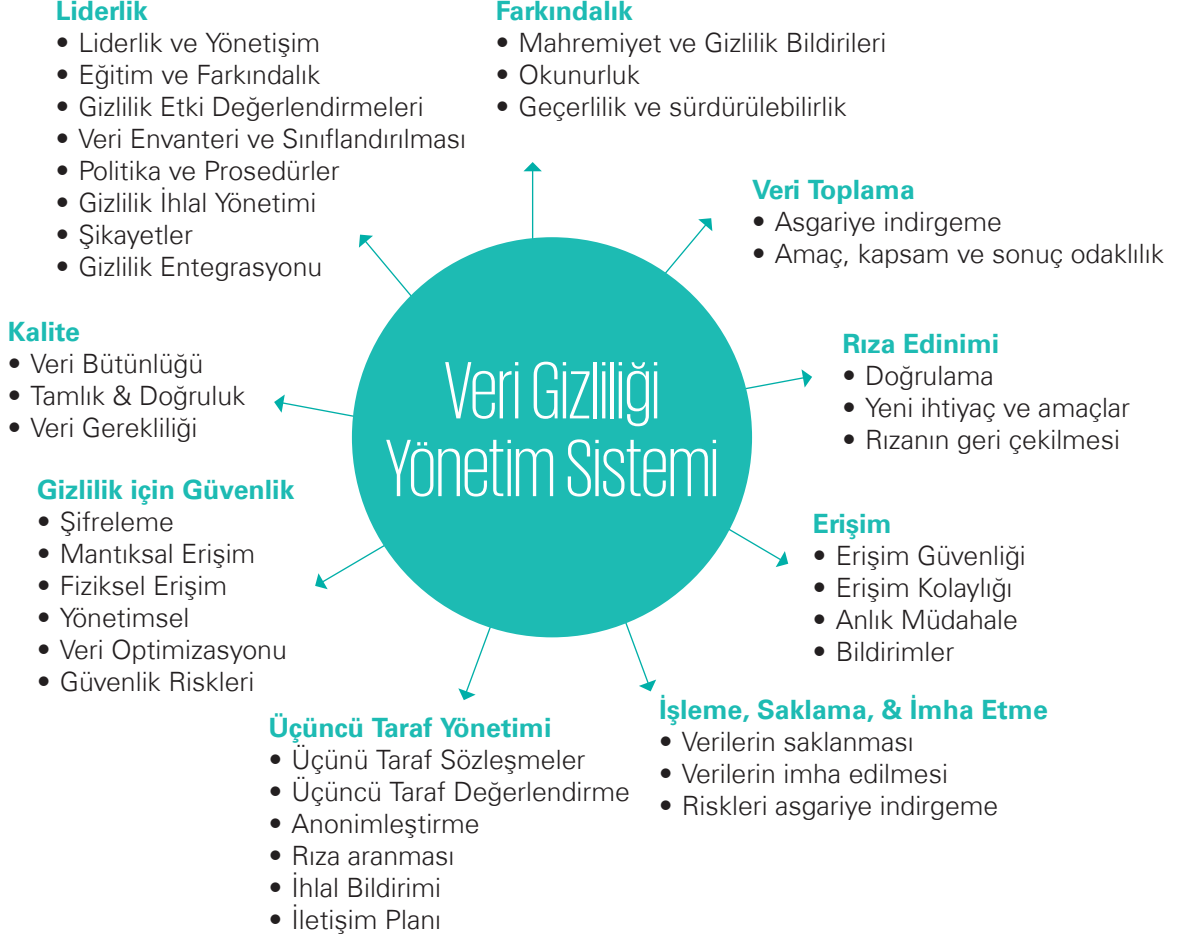 Liderlik
• Liderlik ve Yönetişim
• Eğitim ve Farkındalık
• Gizlilik Etki Değerlendirmeleri
• Veri Envanteri ve Sınıflandırılması
• Politika ve Prosedürler
• Gizlilik İhlal Yönetimi
• Şikayetler
• Gizlilik Entegrasyonu
Farkındalık
• Mahremiyet ve Gizlilik Bildirileri
• Okunurluk
• Geçerlilik ve sürdürülebilirlik
Veri Toplama
• Asgariye indirgeme
• Amaç, kapsam ve sonuç odaklılık
Rıza Edinimi
• Doğrulama
• Yeni ihtiyaç ve amaçlar
• Rızanın geri çekilmesi
Erişim
• Erişim Güvenliği
• Erişim Kolaylığı
• Anlık Müdahale
• Bildirimler
İşleme, Saklama, & İmha Etme
• Verilerin saklanması
• Verilerin imha edilmesi
• Riskleri asgariye indirgeme
Üçüncü Taraf Yönetimi
• Üçünü Taraf Sözleşmeler
• Üçüncü Taraf Değerlendirme
• Anonimleştirme
• Rıza aranması
• İhlal Bildirimi
• İletişim Planı
Gizlilik için Güvenlik
• Şifreleme
• Mantıksal Erişim
• Fiziksel Erişim
• Yönetimsel
• Veri Optimizasyonu
• Güvenlik Riskleri
Kalite
• Veri Bütünlüğü
• Tamlık & Doğruluk
• Veri Gerekliliği
Veri Gizliliği
Yönetim Sistemi